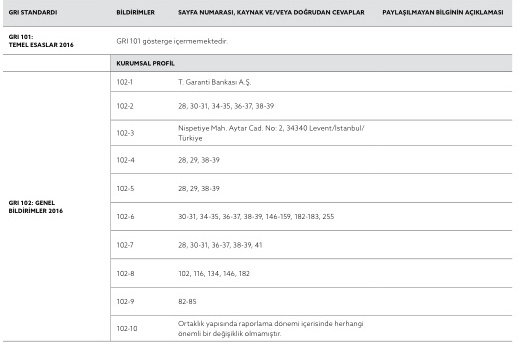 GRI STANDARDI BİLDİRİMLER SAYFA NUMARASI, KAYNAK VE/VEYA DOĞRUDAN CEVAPLAR PAYLAŞILMAYAN BİLGİNİN AÇIKLAMASI
GRI 101:
TEMEL ESASLAR 2016
GRI 101 gösterge içermemektedir.
KURUMSAL PROFİL
GRI 102: GENEL
BİLDİRİMLER 2016
102-1 T. Garanti Bankası A.Ş.
102-2 28, 30-31, 34-35, 36-37, 38-39
102-3 Nispetiye Mah. Aytar Cad. No: 2, 34340 Levent/İstanbul/
Türkiye
102-4 28, 29, 38-39
102-5 28, 29, 38-39
102-6 30-31, 34-35, 36-37, 38-39, 146-159, 182-183, 255
102-7 28, 30-31, 36-37, 38-39, 41
102-8 102, 116, 134, 146, 182
102-9 82-85
102-10 Ortaklık yapısında raporlama dönemi içerisinde herhangi
önemli bir değişiklik olmamıştır.